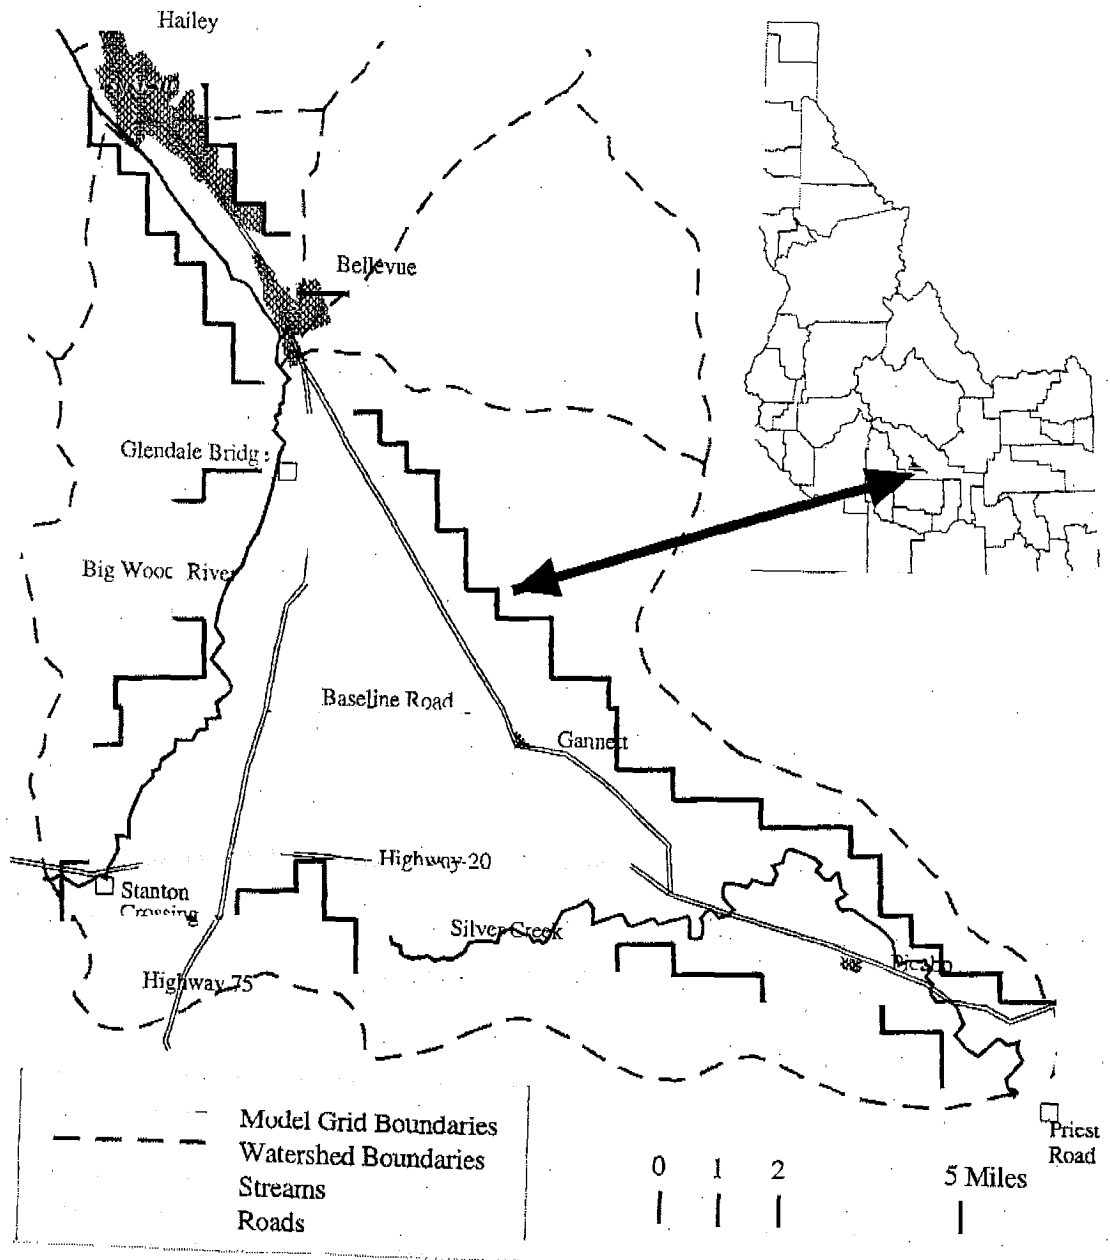 Hailey
Bellevue
Glendale Bridg
Big Wood River
Baseline Road
Gannett
Highway 20
Stanton
Crossing
Silver Creek
Picabo
Highway 75
Priest
Road
Model Grid Boundaries
Watershed Boundaries
Streams
Roads
0 1 2 5 Miles